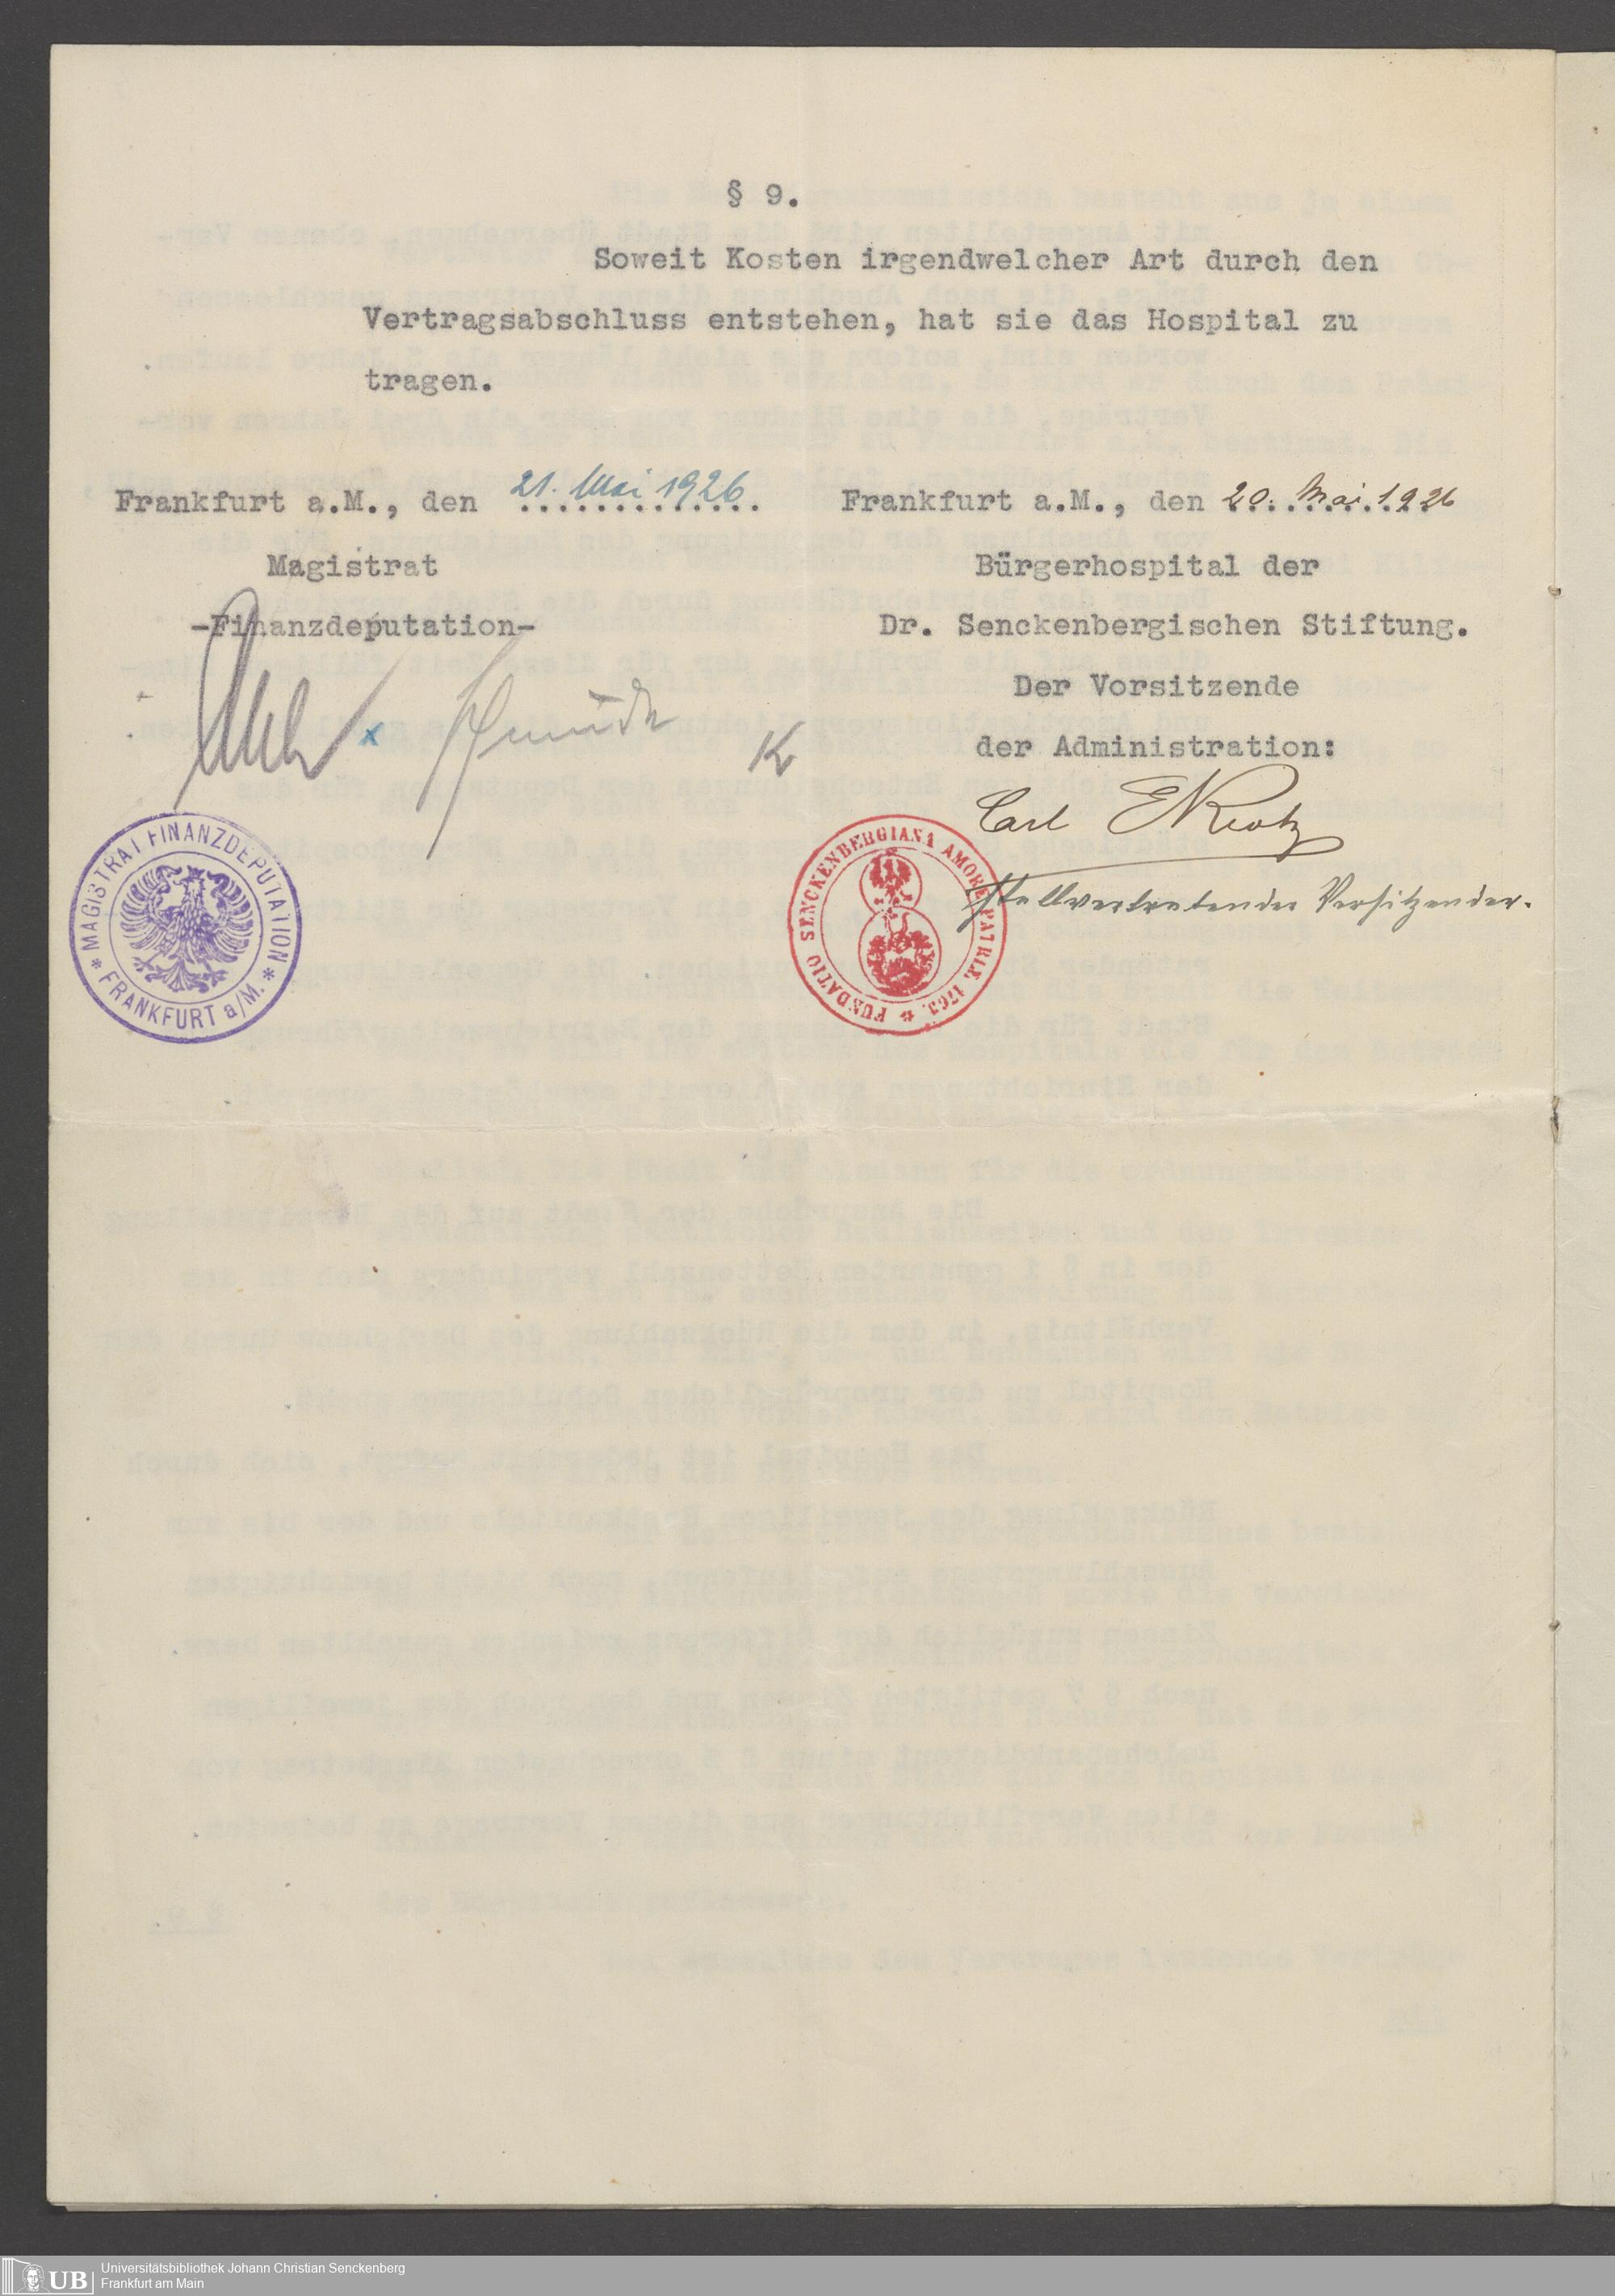 § 9.
Soweit Kosten irgendwelcher Art durch den
Vertragsabschluss entstehen, hat sie das Hospital zu
tragen.
Frankfurt a.M., den 21. Mai 1926
Magistrat
-Finanzdeputation-
Frankfurt a.M., den 20. Mai 1926
Bürgerhospital der
Dr. Senckenbergischen Stiftung.
Der Vorsitzende
der Administration:
Carl
stellvertretender Vorsitzender.
* MAGISTRAT FINANZDEPUTATION *
FRANKFURT a/M.
* FUNDATIO SENCKENBERGIANA AMORE PATRIÆ. 1763.
UB
Universitätsbibliothek Johann Christian Senckenberg
Frankfurt am Main